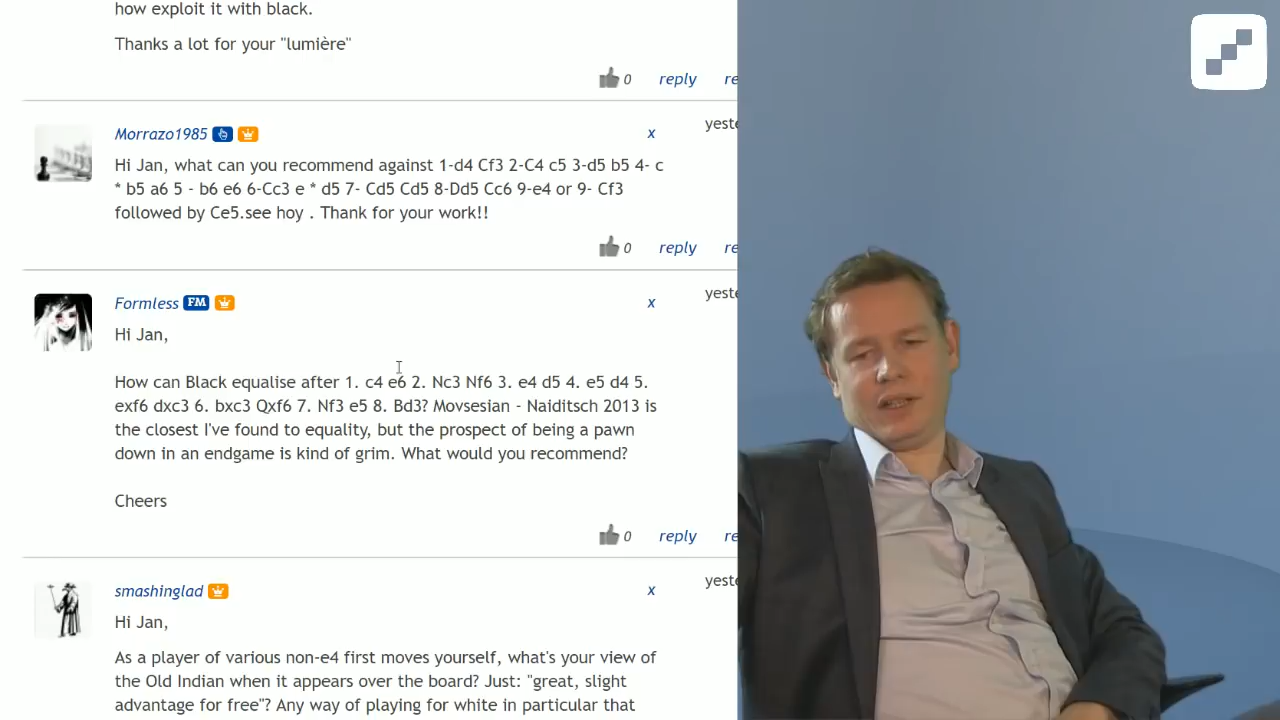 how exploit it with black.
Thanks a lot for your "lumière"
0 reply re
Morrazo1985 x yeste
Hi Jan, what can you recommend against 1-d4 Cf3 2-C4 c5 3-d5 b5 4- c
* b5 a6 5 - b6 e6 6-Cc3 e * d5 7- Cd5 Cd5 8-Dd5 Cc6 9-e4 or 9- Cf3
followed by Ce5.see hoy . Thank for your work!!
0 reply re
Formless FM x yeste
Hi Jan,
How can Black equalise after 1. c4 e6 2. Nc3 Nf6 3. e4 d5 4. e5 d4 5.
exf6 dxc3 6. bxc3 Qxf6 7. Nf3 e5 8. Bd3? Movsesian - Naiditsch 2013 is
the closest I've found to equality, but the prospect of being a pawn
down in an endgame is kind of grim. What would you recommend?
Cheers
0 reply re
smashinglad x yeste
Hi Jan,
As a player of various non-e4 first moves yourself, what's your view of
the Old Indian when it appears over the board? Just: "great, slight
advantage for free"? Any way of playing for white in particular that